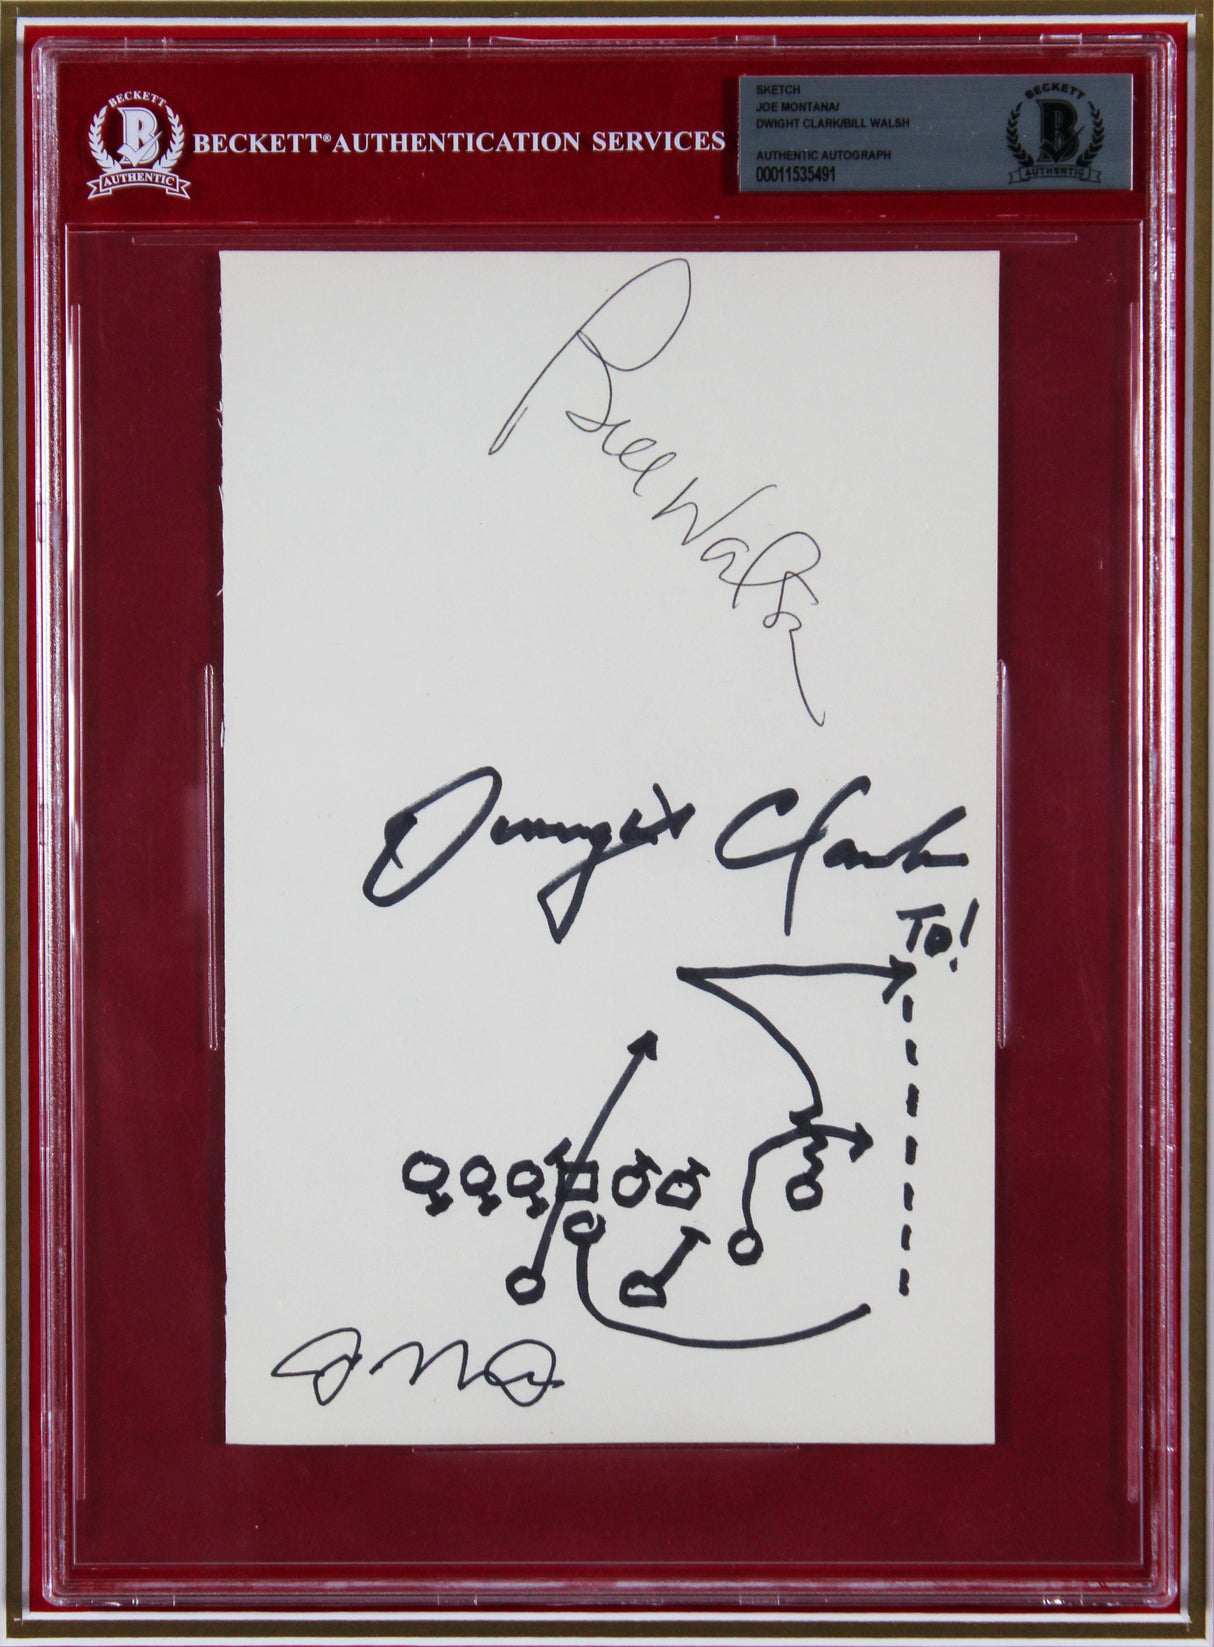 BECKETT
B
AUTHENTIC
BECKETT® AUTHENTICATION SERVICES
SKETCH
JOE MONTANA/
DWIGHT CLARK/BILL WALSH
AUTHENTIC AUTOGRAPH
00011535491
BECKETT
B
AUTHENTIC
Bill Walsh
Dwight Clark
TD!